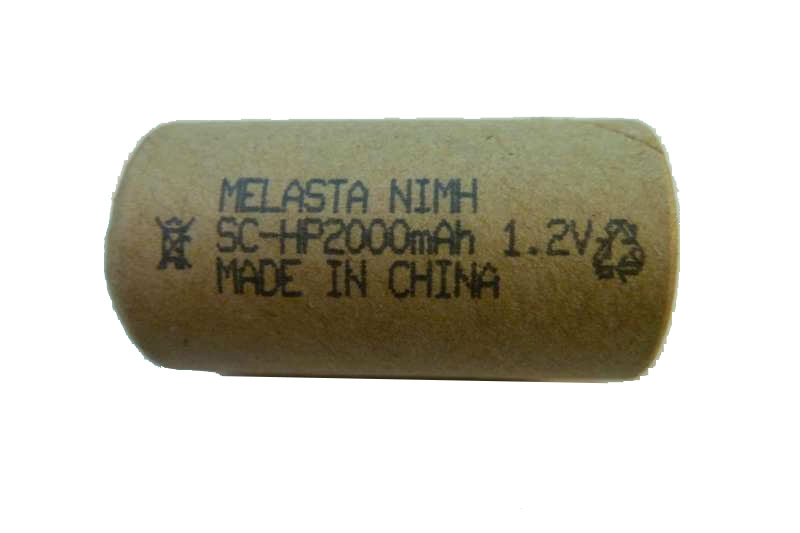 MELASTA NIMH
SC-HP2000mAh 1.2V
MADE IN CHINA